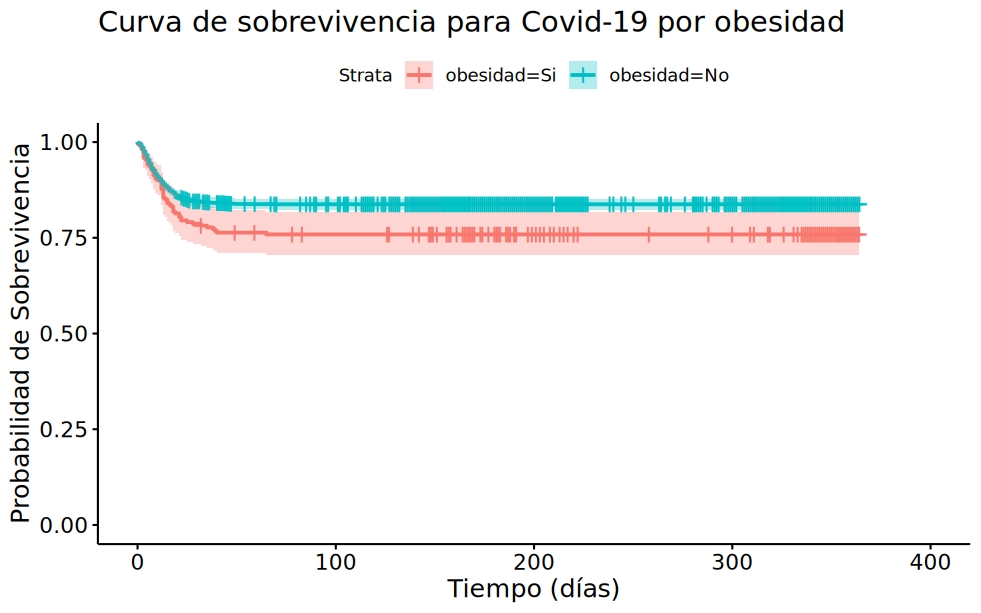 Curva de sobrevivencia para Covid-19 por obesidad
Strata obesidad=Si obesidad=No
Probabilidad de Sobrevivencia
1.00
0.75
0.50
0.25
0.00
0 100 200 300 400
Tiempo (días)